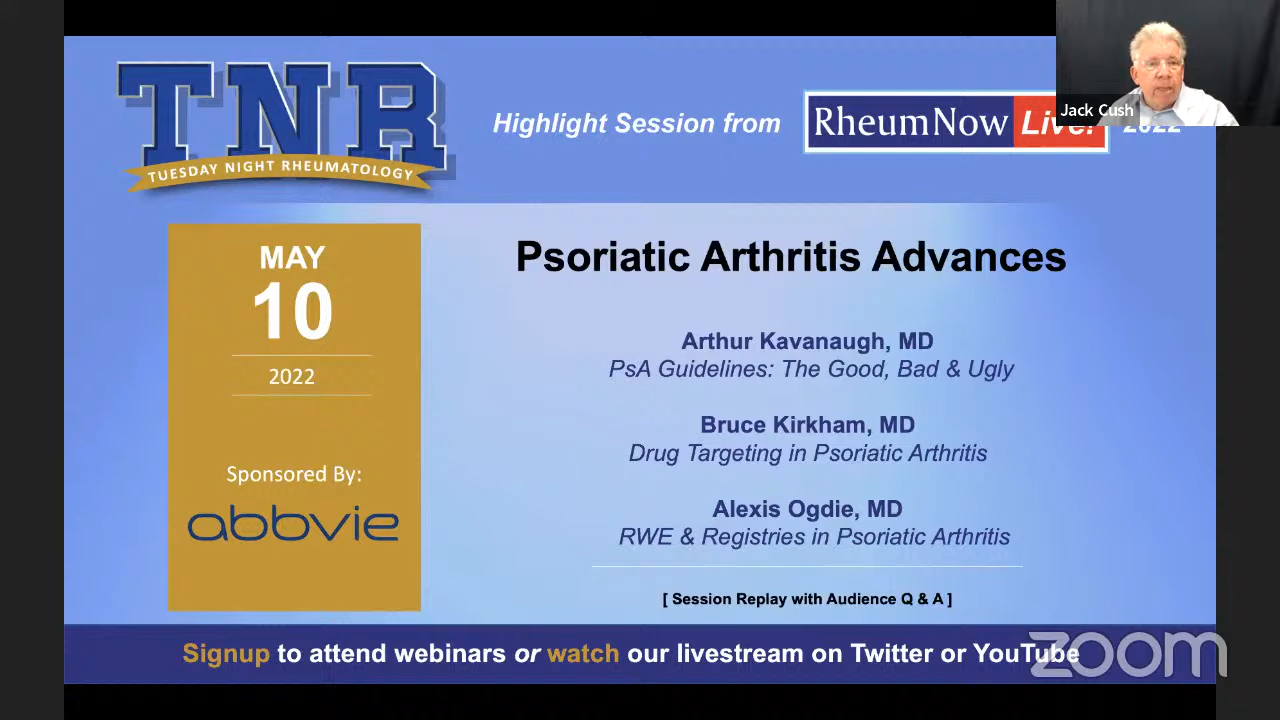 TNR
TUESDAY NIGHT RHEUMATOLOGY
Highlight Session from
RheumNow Live! 2022
Jack Cush
MAY
10
2022
Sponsored By:
abbvie
Psoriatic Arthritis Advances
Arthur Kavanaugh, MD
PsA Guidelines: The Good, Bad & Ugly
Bruce Kirkham, MD
Drug Targeting in Psoriatic Arthritis
Alexis Ogdie, MD
RWE & Registries in Psoriatic Arthritis
[ Session Replay with Audience Q & A ]
Signup to attend webinars or watch our livestream on Twitter or YouTube
zoom